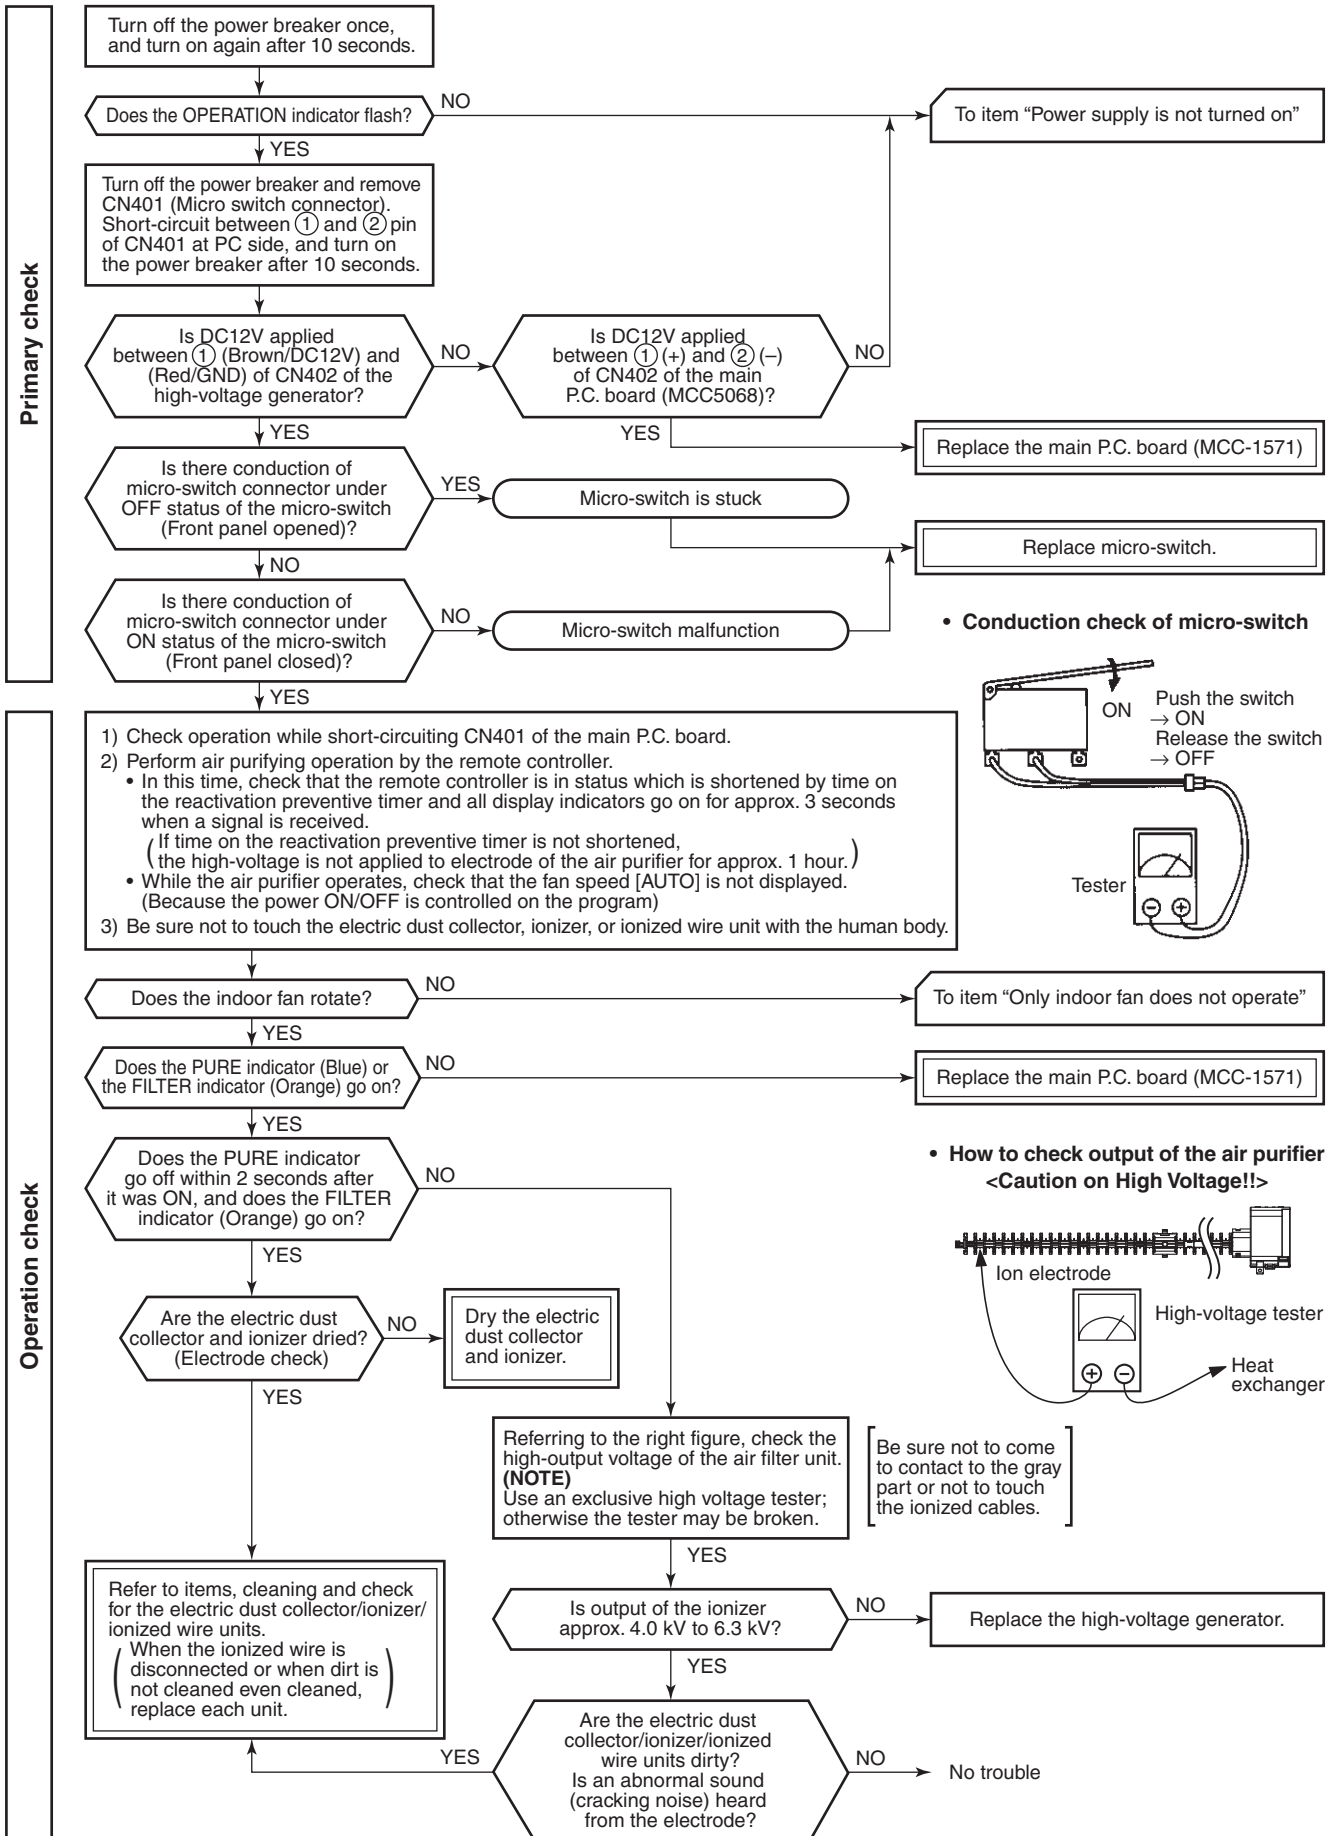 Primary check
Turn off the power breaker once,
and turn on again after 10 seconds.
Does the OPERATION indicator flash?
NO
To item “Power supply is not turned on”
YES
Turn off the power breaker and remove
CN401 (Micro switch connector).
Short-circuit between ① and ② pin
of CN401 at PC side, and turn on
the power breaker after 10 seconds.
Is DC12V applied
between ① (Brown/DC12V) and
(Red/GND) of CN402 of the
high-voltage generator?
NO
Is DC12V applied
between ① (+) and ② (–)
of CN402 of the main
P.C. board (MCC5068)?
NO
YES
YES
Replace the main P.C. board (MCC-1571)
Is there conduction of
micro-switch connector under
OFF status of the micro-switch
(Front panel opened)?
YES
Micro-switch is stuck
Replace micro-switch.
NO
Is there conduction of
micro-switch connector under
ON status of the micro-switch
(Front panel closed)?
NO
Micro-switch malfunction
YES
• Conduction check of micro-switch
ON
Push the switch
→ ON
Release the switch
→ OFF
Tester
Operation check
1) Check operation while short-circuiting CN401 of the main P.C. board.
2) Perform air purifying operation by the remote controller.
• In this time, check that the remote controller is in status which is shortened by time on
the reactivation preventive timer and all display indicators go on for approx. 3 seconds
when a signal is received.
(If time on the reactivation preventive timer is not shortened,
the high-voltage is not applied to electrode of the air purifier for approx. 1 hour.)
• While the air purifier operates, check that the fan speed [AUTO] is not displayed.
(Because the power ON/OFF is controlled on the program)
3) Be sure not to touch the electric dust collector, ionizer, or ionized wire unit with the human body.
Does the indoor fan rotate?
NO
To item “Only indoor fan does not operate”
YES
Does the PURE indicator (Blue) or
the FILTER indicator (Orange) go on?
NO
Replace the main P.C. board (MCC-1571)
YES
Does the PURE indicator
go off within 2 seconds after
it was ON, and does the FILTER
indicator (Orange) go on?
NO
YES
• How to check output of the air purifier
<Caution on High Voltage!!>
Ion electrode
High-voltage tester
Heat
exchanger
Are the electric dust
collector and ionizer dried?
(Electrode check)
NO
Dry the electric
dust collector
and ionizer.
YES
Referring to the right figure, check the
high-output voltage of the air filter unit.
(NOTE)
Use an exclusive high voltage tester;
otherwise the tester may be broken.
[Be sure not to come
to contact to the gray
part or not to touch
the ionized cables.]
YES
Refer to items, cleaning and check
for the electric dust collector/ionizer/
ionized wire units.
(When the ionized wire is
disconnected or when dirt is
not cleaned even cleaned,
replace each unit.)
Is output of the ionizer
approx. 4.0 kV to 6.3 kV?
NO
Replace the high-voltage generator.
YES
Are the electric dust
collector/ionizer/ionized
wire units dirty?
Is an abnormal sound
(cracking noise) heard
from the electrode?
YES
NO
No trouble